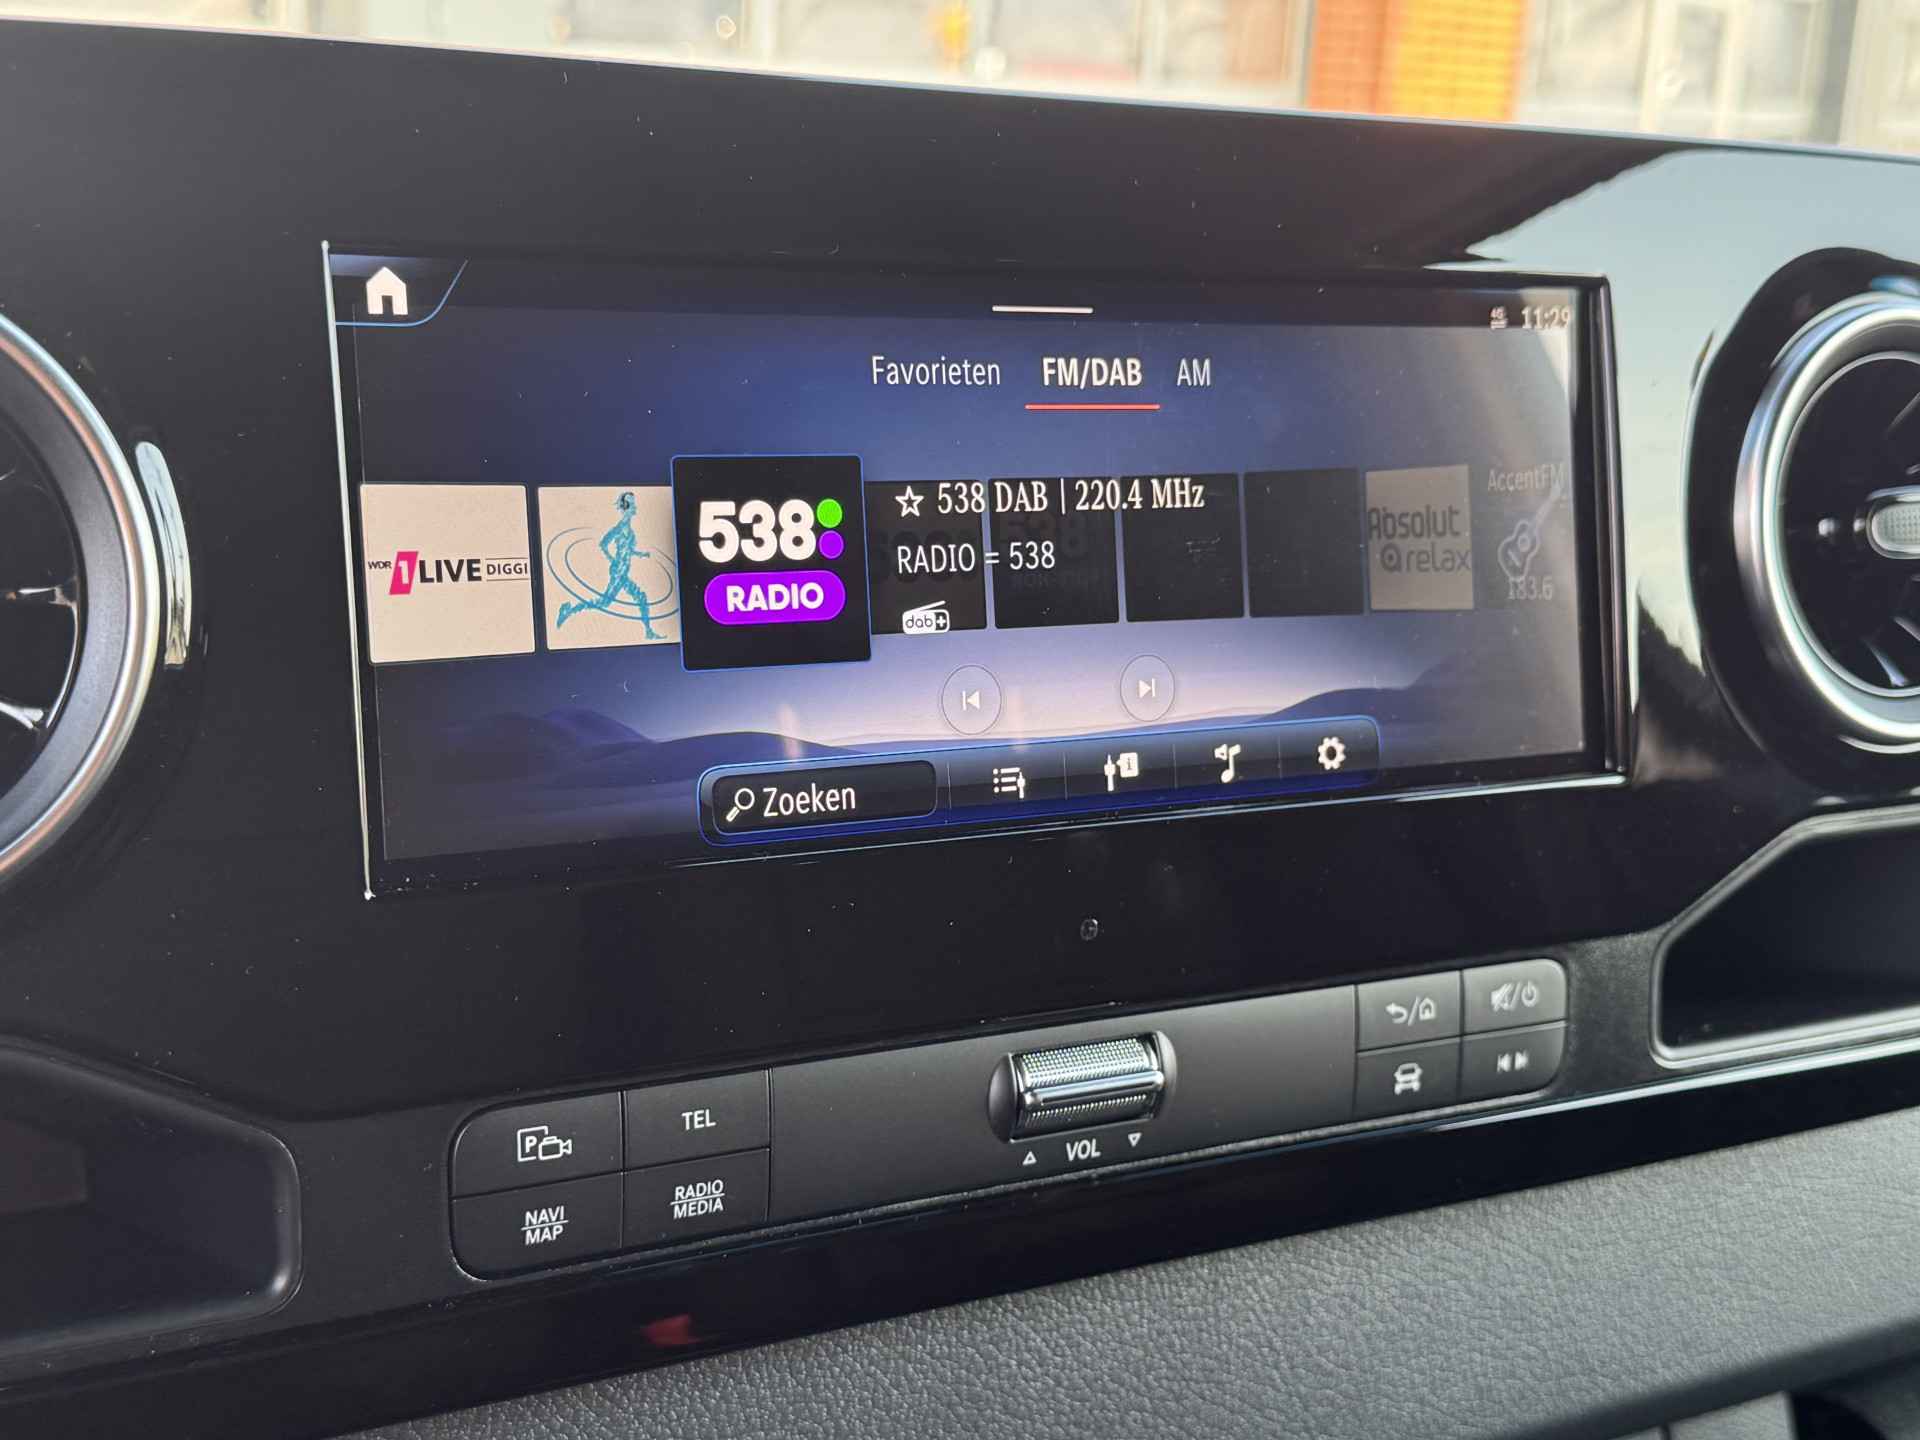 4G 11:29
Favorieten FM/DAB AM
WDR 1LIVE DIGGI
538
RADIO
☆ 538 DAB | 220.4 MHz
RADIO = 538
dab+
Absolut
relax
AccentFM
183.6
Zoeken
P
TEL
NAVI
MAP
RADIO
MEDIA
VOL